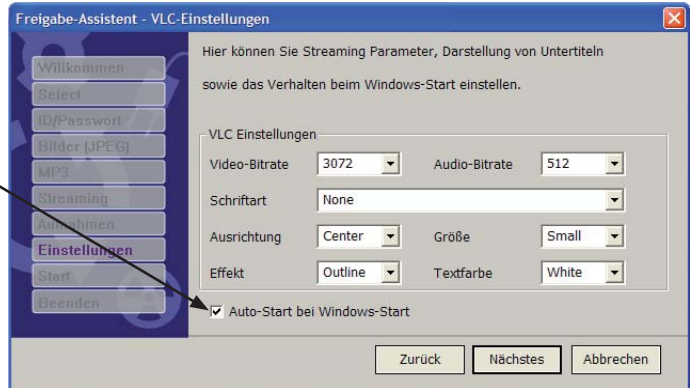 Freigabe-Assistent - VLC-Einstellungen
Willkommen
Select
ID/Passwort
Bilder [JPEG]
MP3
Streaming
Aufnahmen
Einstellungen
Start
Beenden
Hier können Sie Streaming Parameter, Darstellung von Untertiteln
sowie das Verhalten beim Windows-Start einstellen.
VLC Einstellungen
Video-Bitrate 3072 Audio-Bitrate 512
Schriftart None
Ausrichtung Center Größe Small
Effekt Outline Textfarbe White
Auto-Start bei Windows-Start
Zurück Nächstes Abbrechen